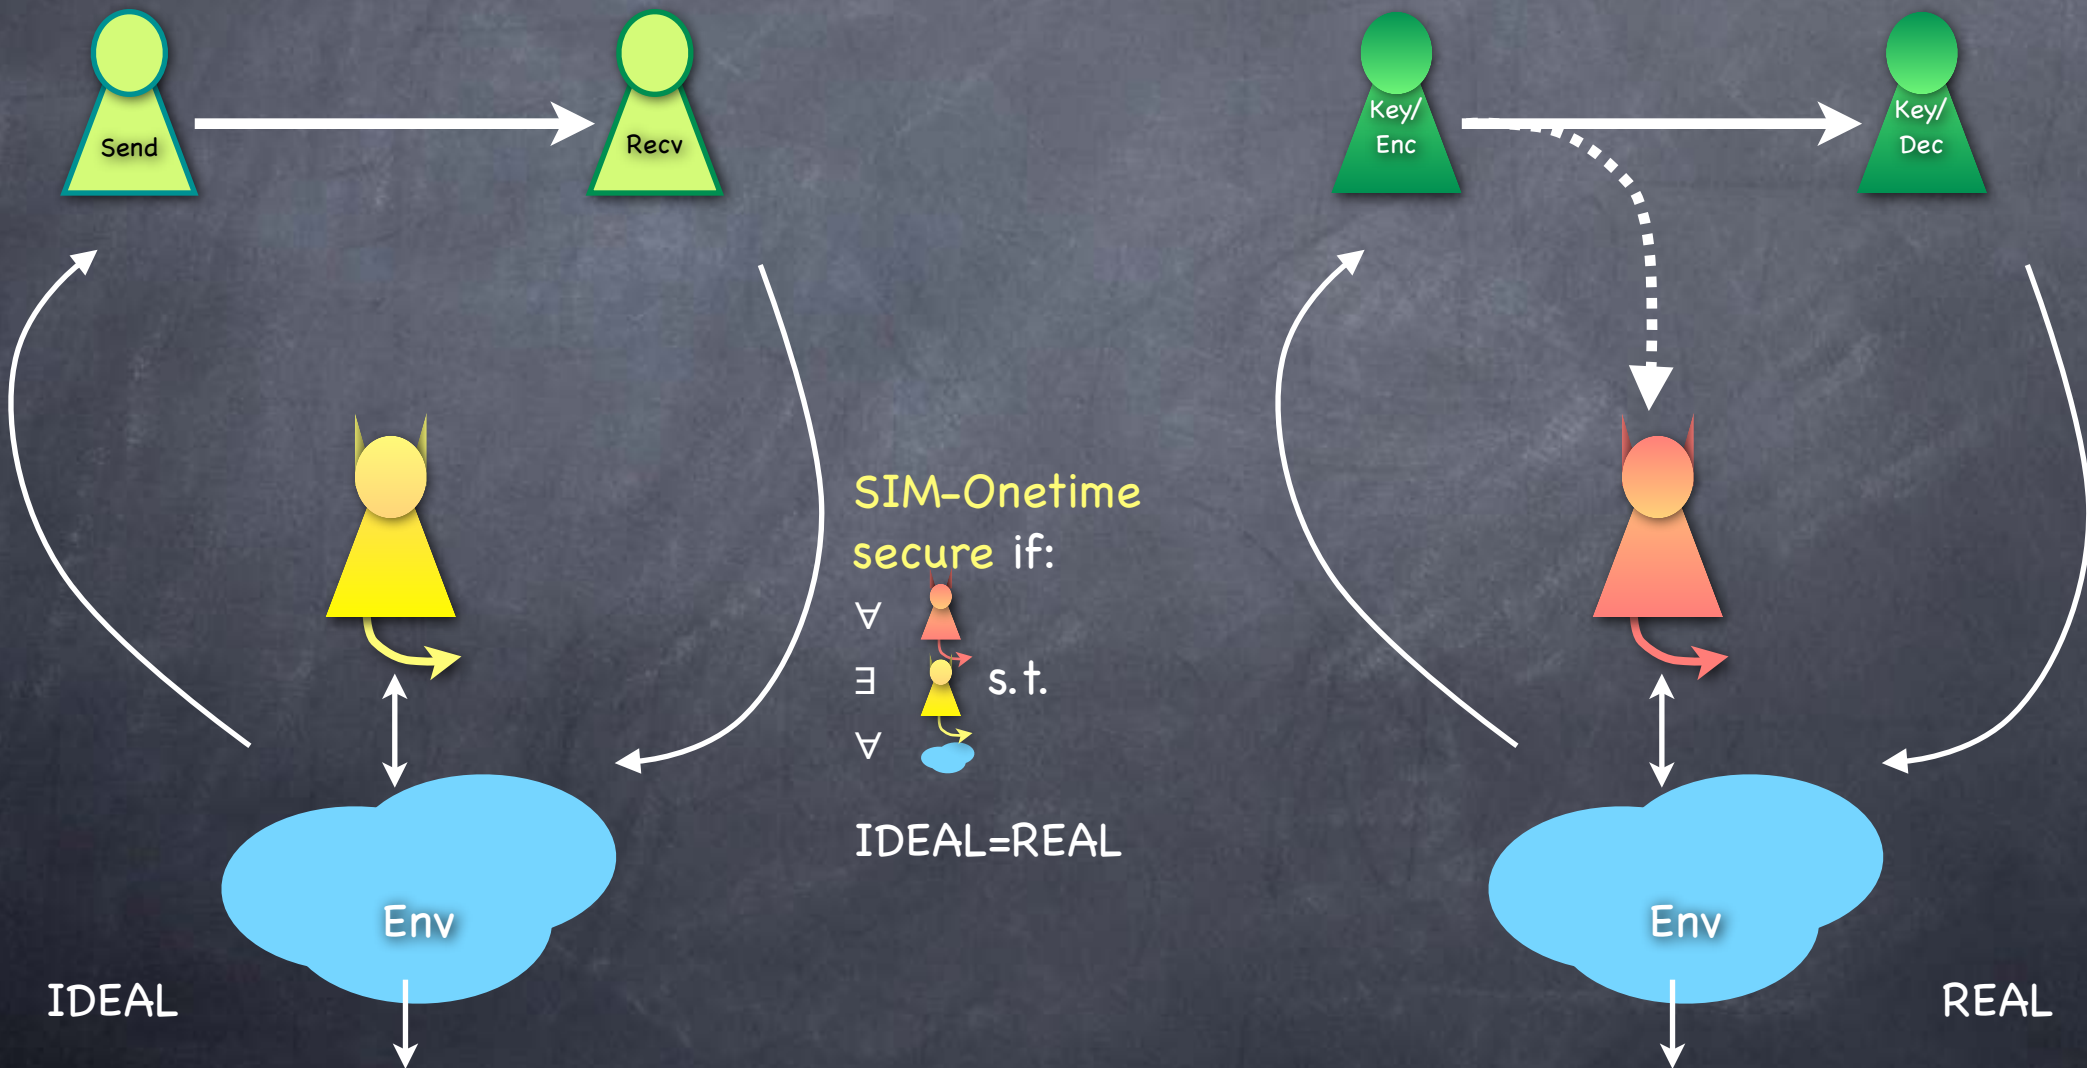 Send
Recv
Key/
Enc
Key/
Dec
SIM-Onetime
secure if:
∀
∃ s.t.
∀
IDEAL=REAL
Env
Env
IDEAL
REAL